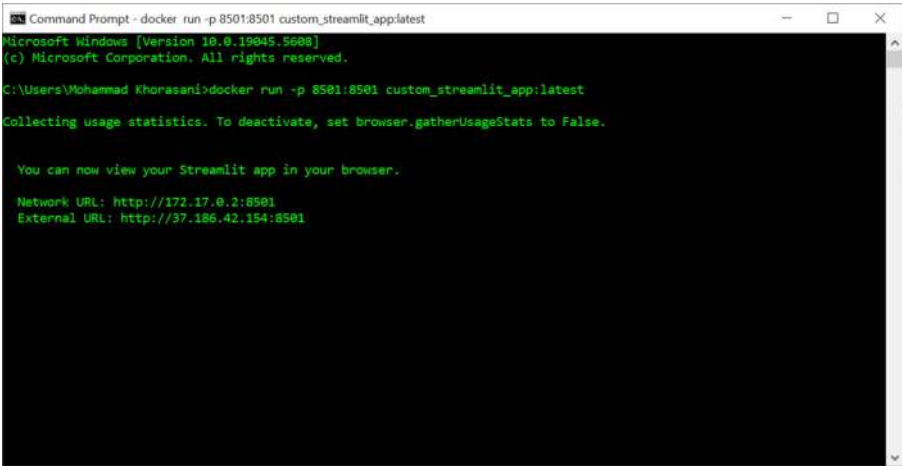 Command Prompt - docker run -p 8501:8501 custom_streamlit_app:latest
Microsoft Windows [Version 10.0.19045.5608]
(c) Microsoft Corporation. All rights reserved.
C:\Users\Mohammad Khorasani>docker run -p 8501:8501 custom_streamlit_app:latest
Collecting usage statistics. To deactivate, set browser.gatherUsageStats to False.
You can now view your Streamlit app in your browser.
Network URL: http://172.17.0.2:8501
External URL: http://37.186.42.154:8501